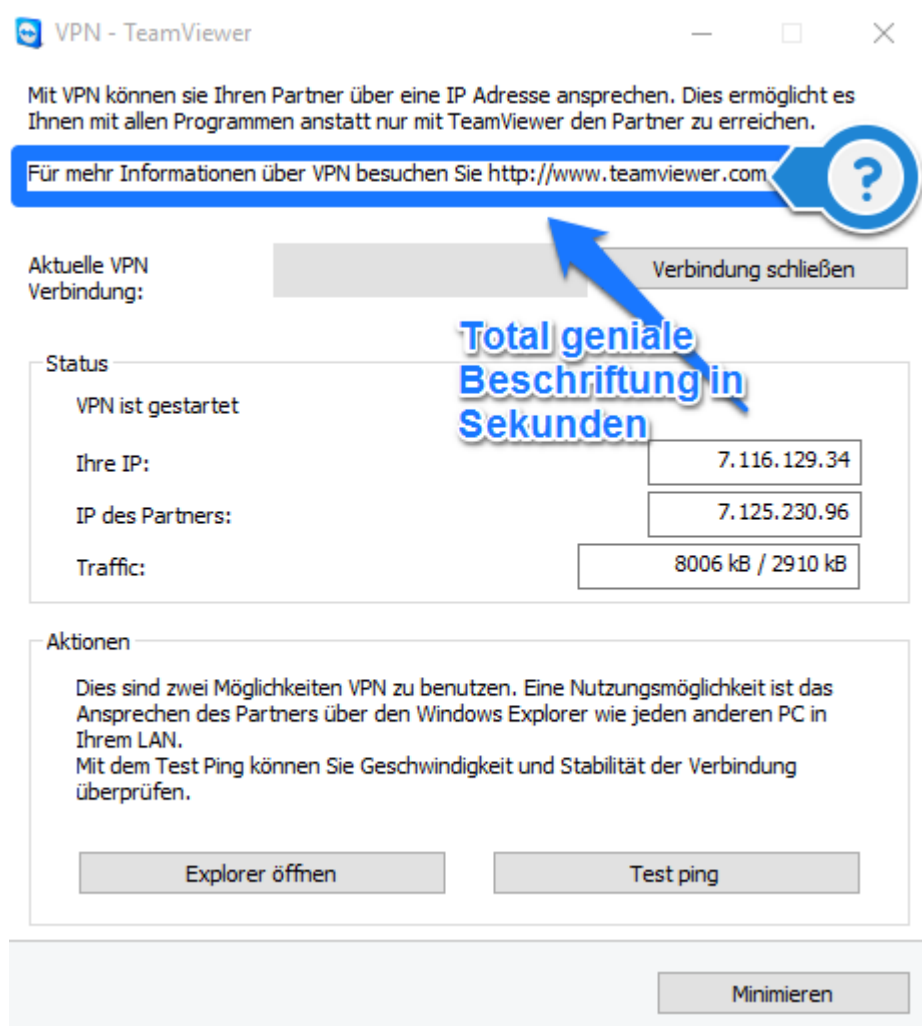 VPN - TeamViewer
Mit VPN können sie Ihren Partner über eine IP Adresse ansprechen. Dies ermöglicht es
Ihnen mit allen Programmen anstatt nur mit TeamViewer den Partner zu erreichen.
Für mehr Informationen über VPN besuchen Sie http://www.teamviewer.com
?
Aktuelle VPN
Verbindung:
Verbindung schließen
Total geniale
Beschriftung in
Sekunden
Status
VPN ist gestartet
Ihre IP:
7.116.129.34
IP des Partners:
7.125.230.96
Traffic:
8006 kB / 2910 kB
Aktionen
Dies sind zwei Möglichkeiten VPN zu benutzen. Eine Nutzungsmöglichkeit ist das
Ansprechen des Partners über den Windows Explorer wie jeden anderen PC in
Ihrem LAN.
Mit dem Test Ping können Sie Geschwindigkeit und Stabilität der Verbindung
überprüfen.
Explorer öffnen
Test ping
Minimieren